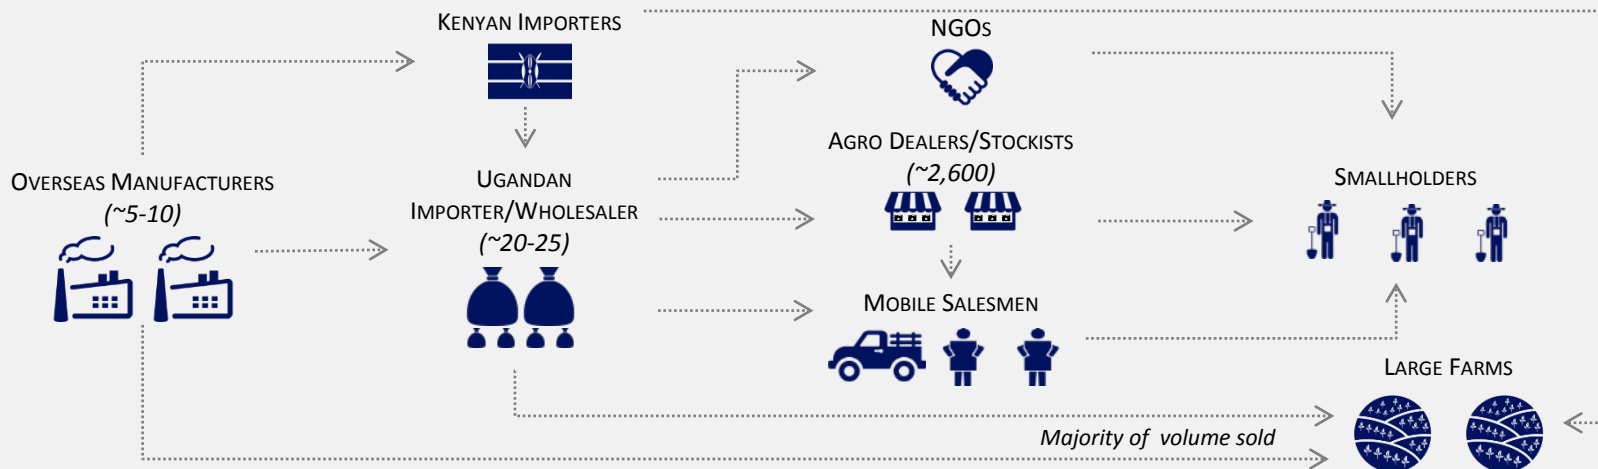 Kenyan Importers
NGOs
Overseas Manufacturers
(~5-10)
Ugandan
Importer/Wholesaler
(~20-25)
Agro Dealers/Stockists
(~2,600)
Mobile Salesmen
Smallholders
Large Farms
Majority of volume sold